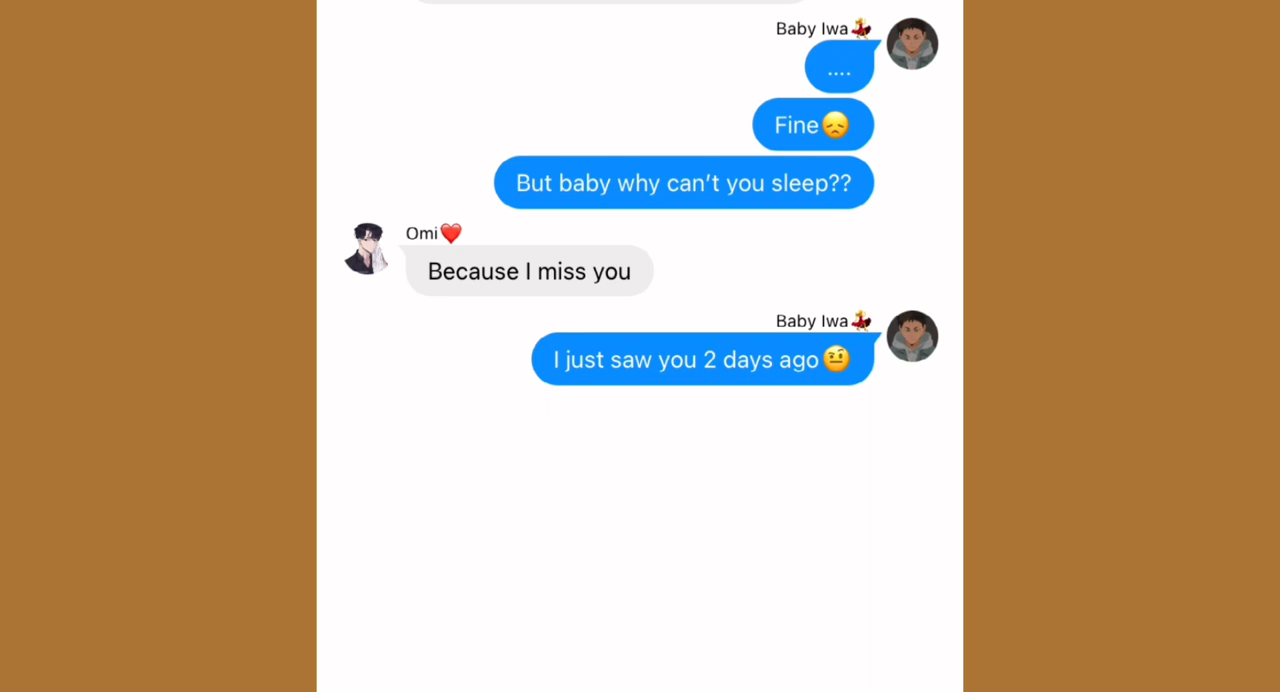 Baby Iwa💃
....
Fine😞
But baby why can’t you sleep??
Omi❤️
Because I miss you
Baby Iwa💃
I just saw you 2 days ago🤨